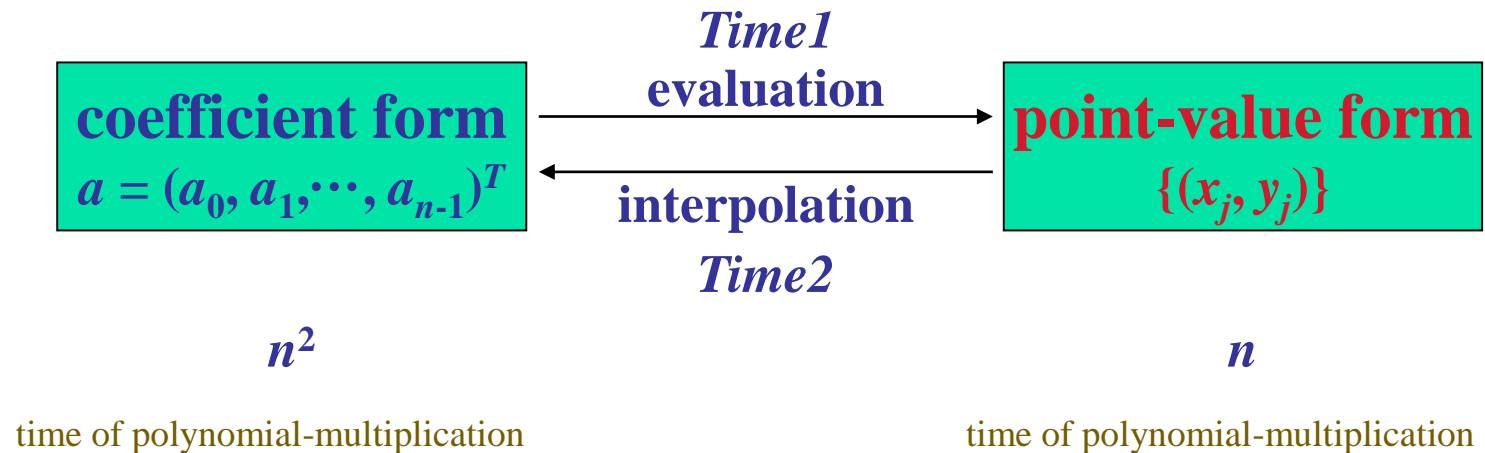 Time1
evaluation
coefficient form
a = (a₀, a₁,⋯, aₙ₋₁)ᵀ
point-value form
{(xⱼ, yⱼ)}
interpolation
Time2
n²
n
time of polynomial-multiplication
time of polynomial-multiplication